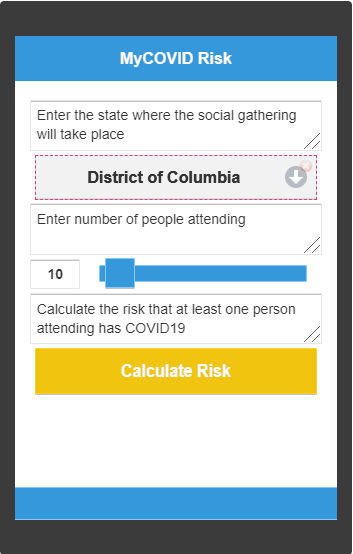 MyCOVID Risk
Enter the state where the social gathering
will take place
District of Columbia
Enter number of people attending
10
Calculate the risk that at least one person
attending has COVID19
Calculate Risk